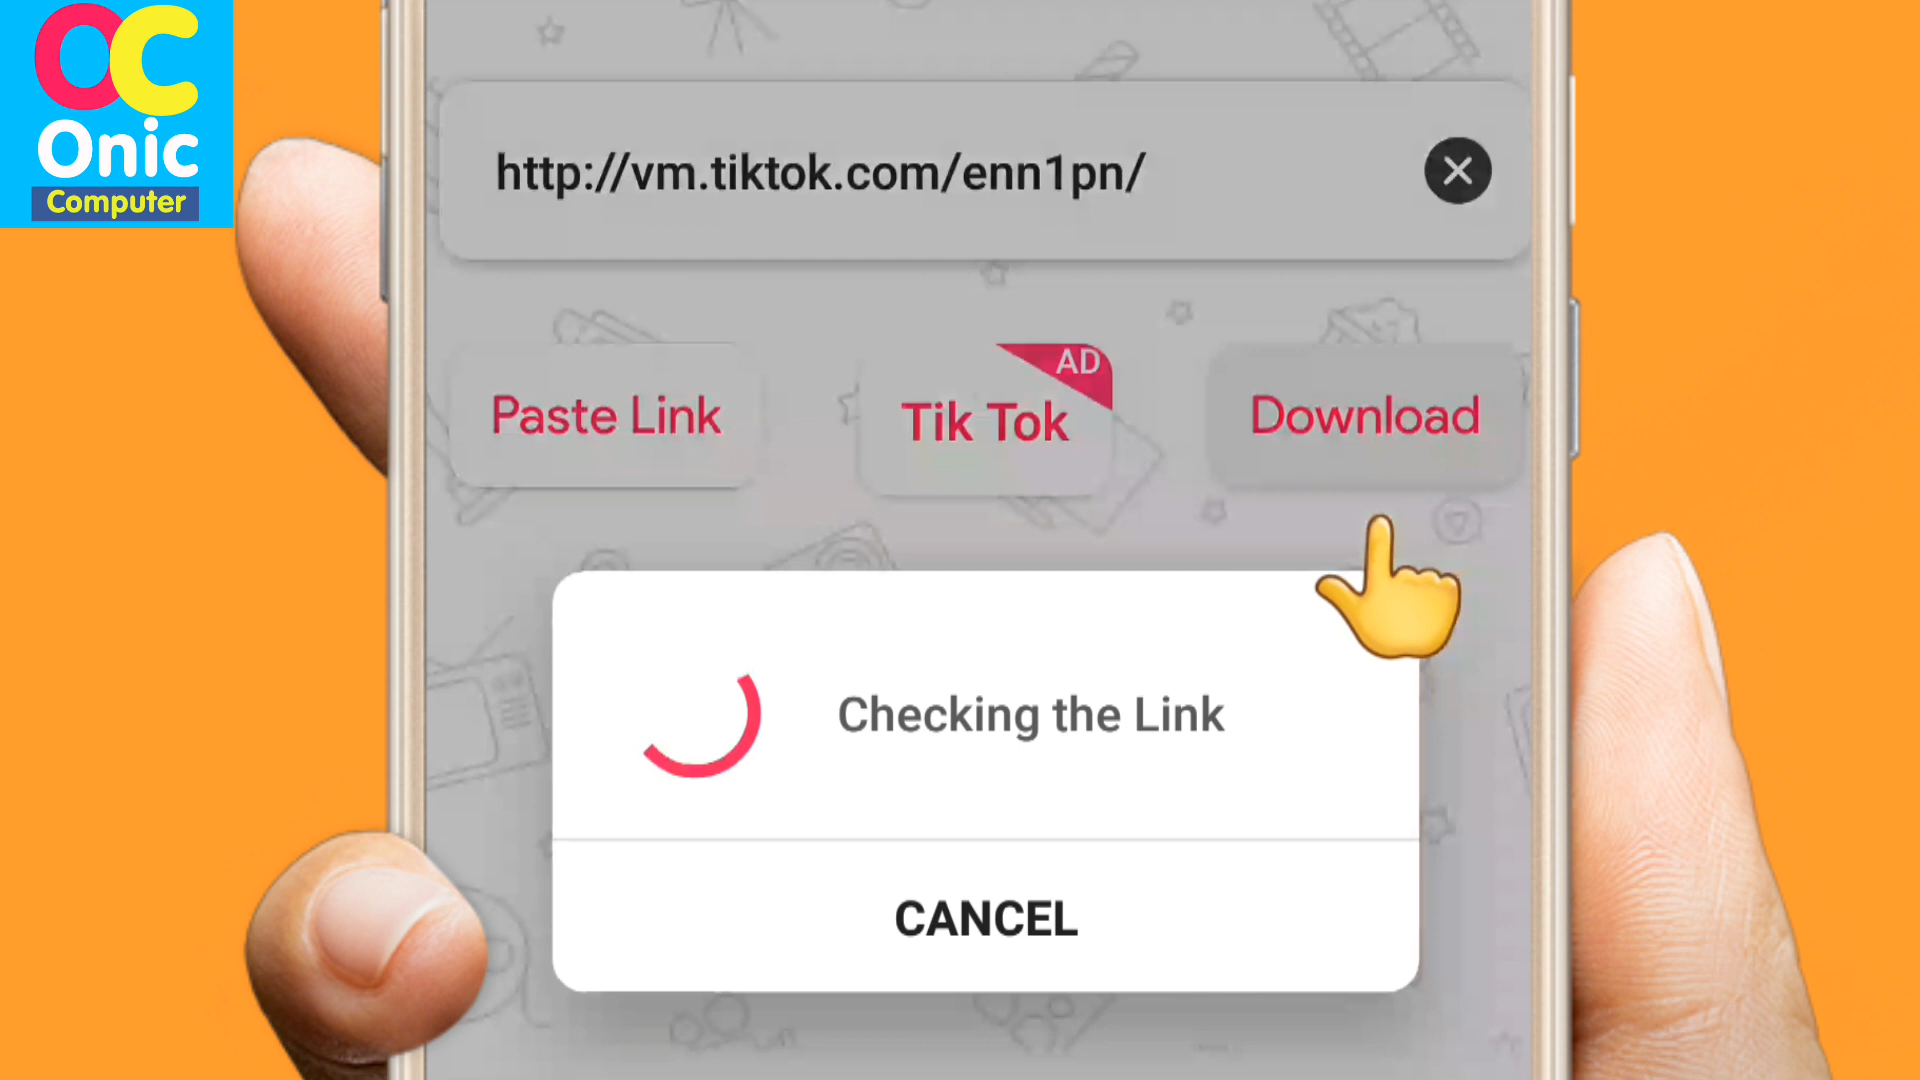 OC
Onic
Computer
http://vm.tiktok.com/enn1pn/
Paste Link
Tik Tok
AD
Download
Checking the Link
CANCEL